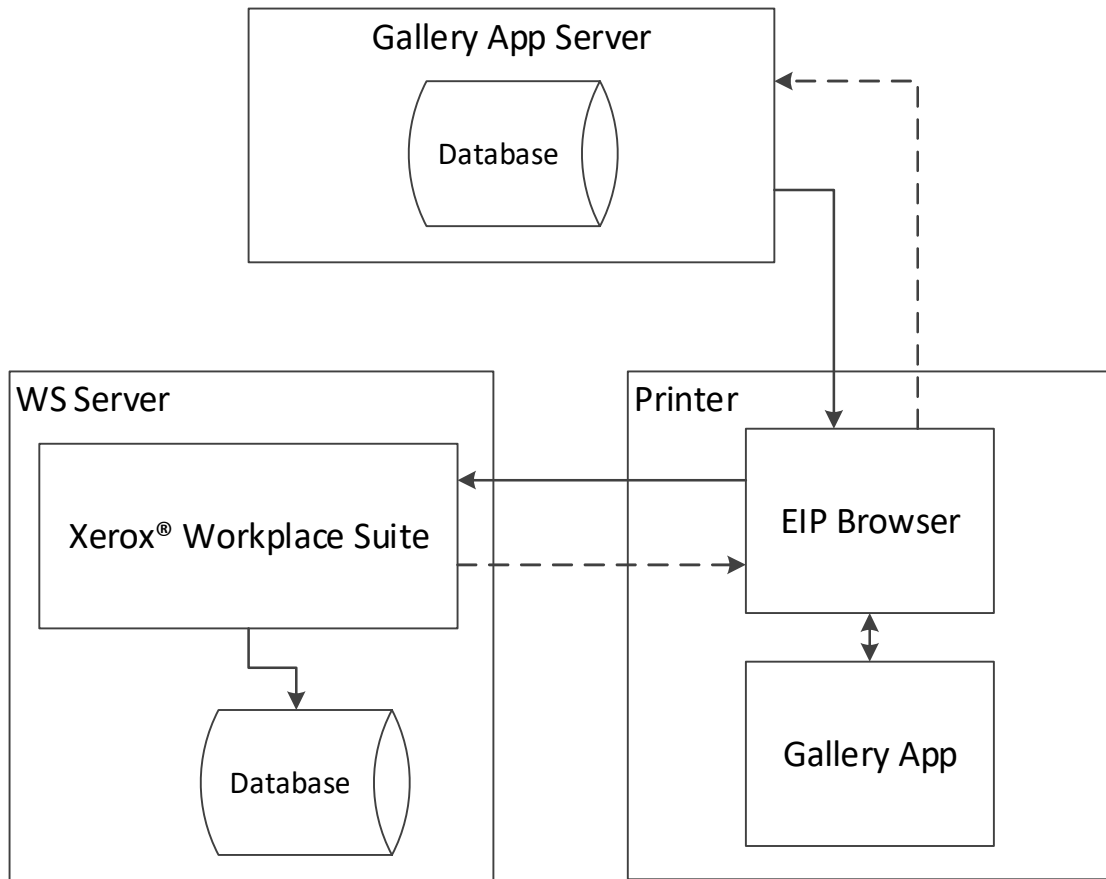 Gallery App Server
Database
WS Server
Printer
Xerox® Workplace Suite
EIP Browser
Gallery App
Database